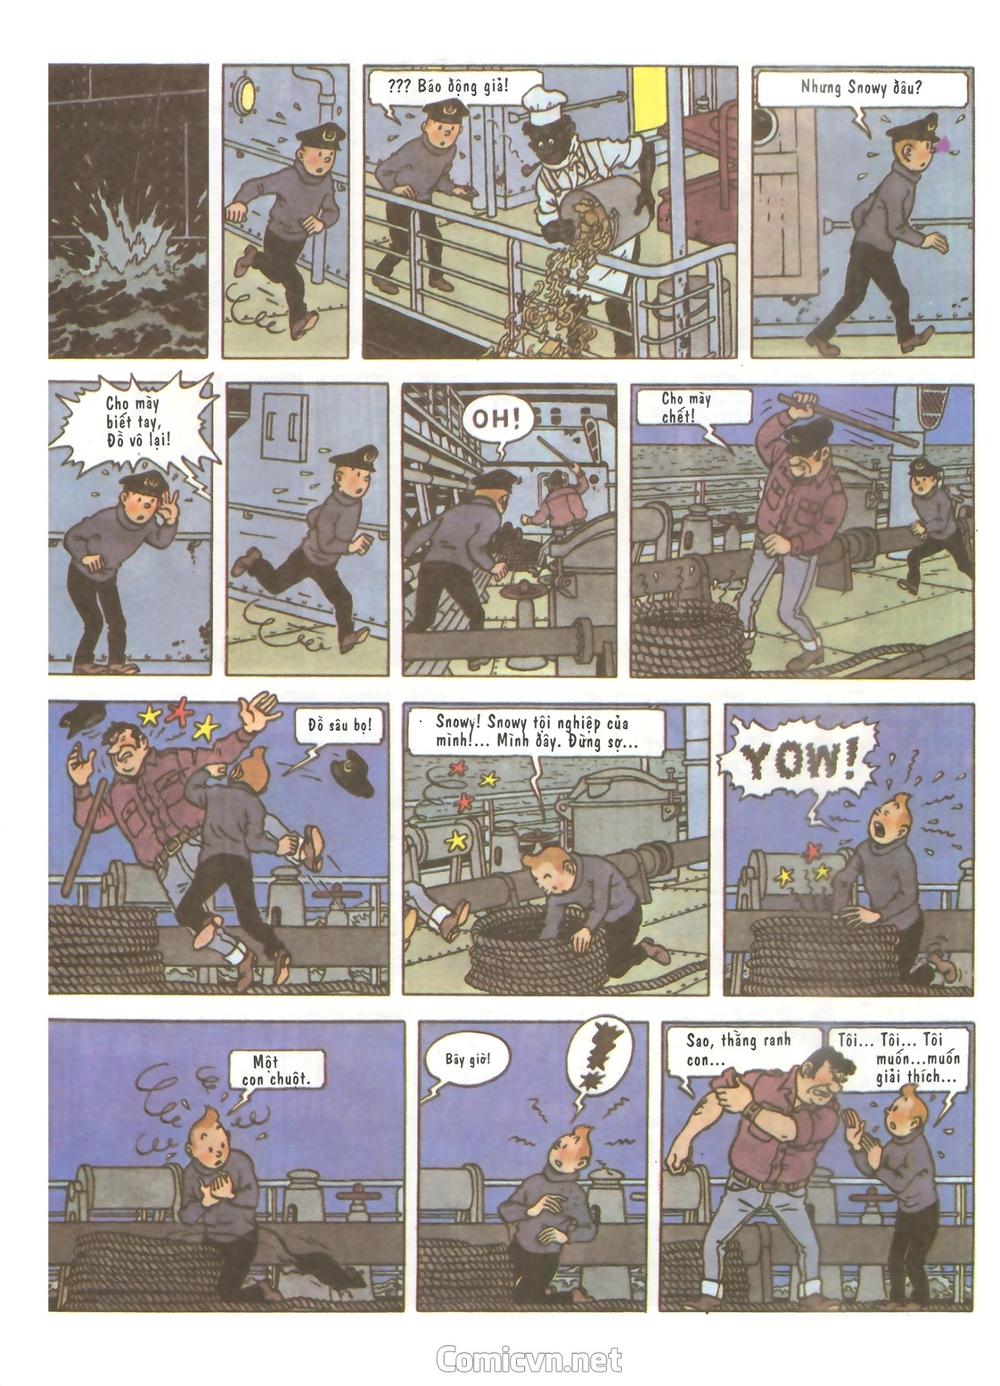 ??? Báo động giả!
Nhưng Snowy đâu?
Cho mày
biết tay,
Đồ vô lại!
OH!
Cho mày
chết!
Đồ sâu bọ!
Snowy! Snowy tội nghiệp của
mình!... Mình đây. Đừng sợ...
YOW!
Một
con chuột.
Bây giờ!
!
Sao, thằng ranh
con...
Tôi... Tôi... Tôi
muốn...muốn
giải thích...
Comicvn.net